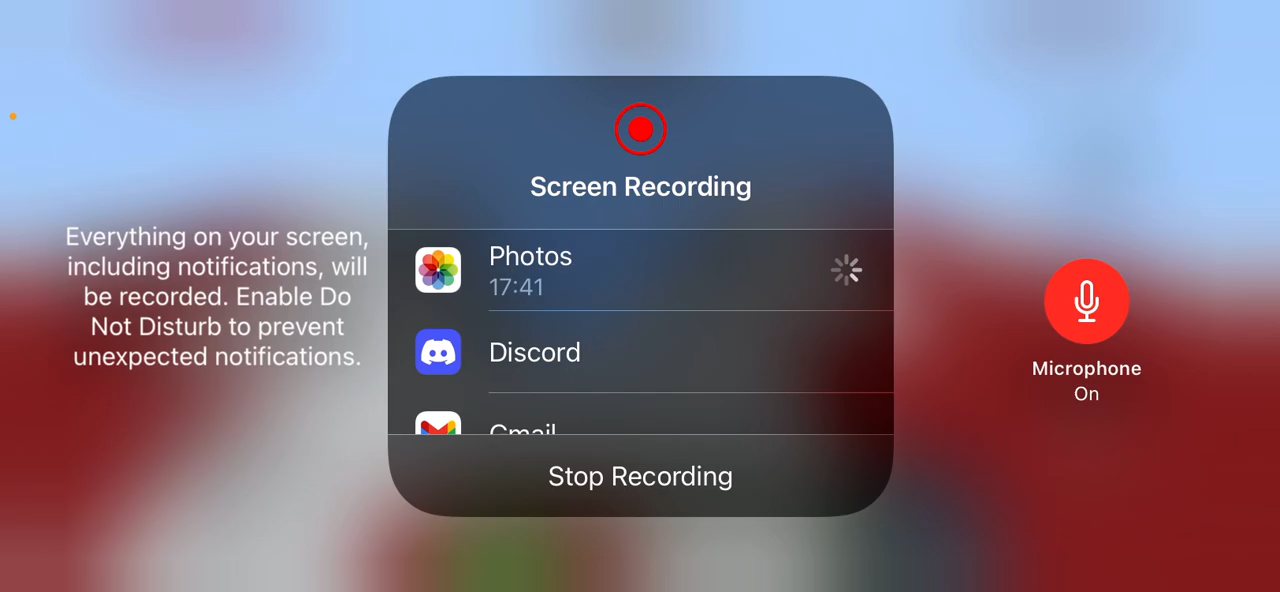 Screen Recording
Everything on your screen,
including notifications, will
be recorded. Enable Do
Not Disturb to prevent
unexpected notifications.
Photos
17:41
Discord
Gmail
Stop Recording
Microphone
On